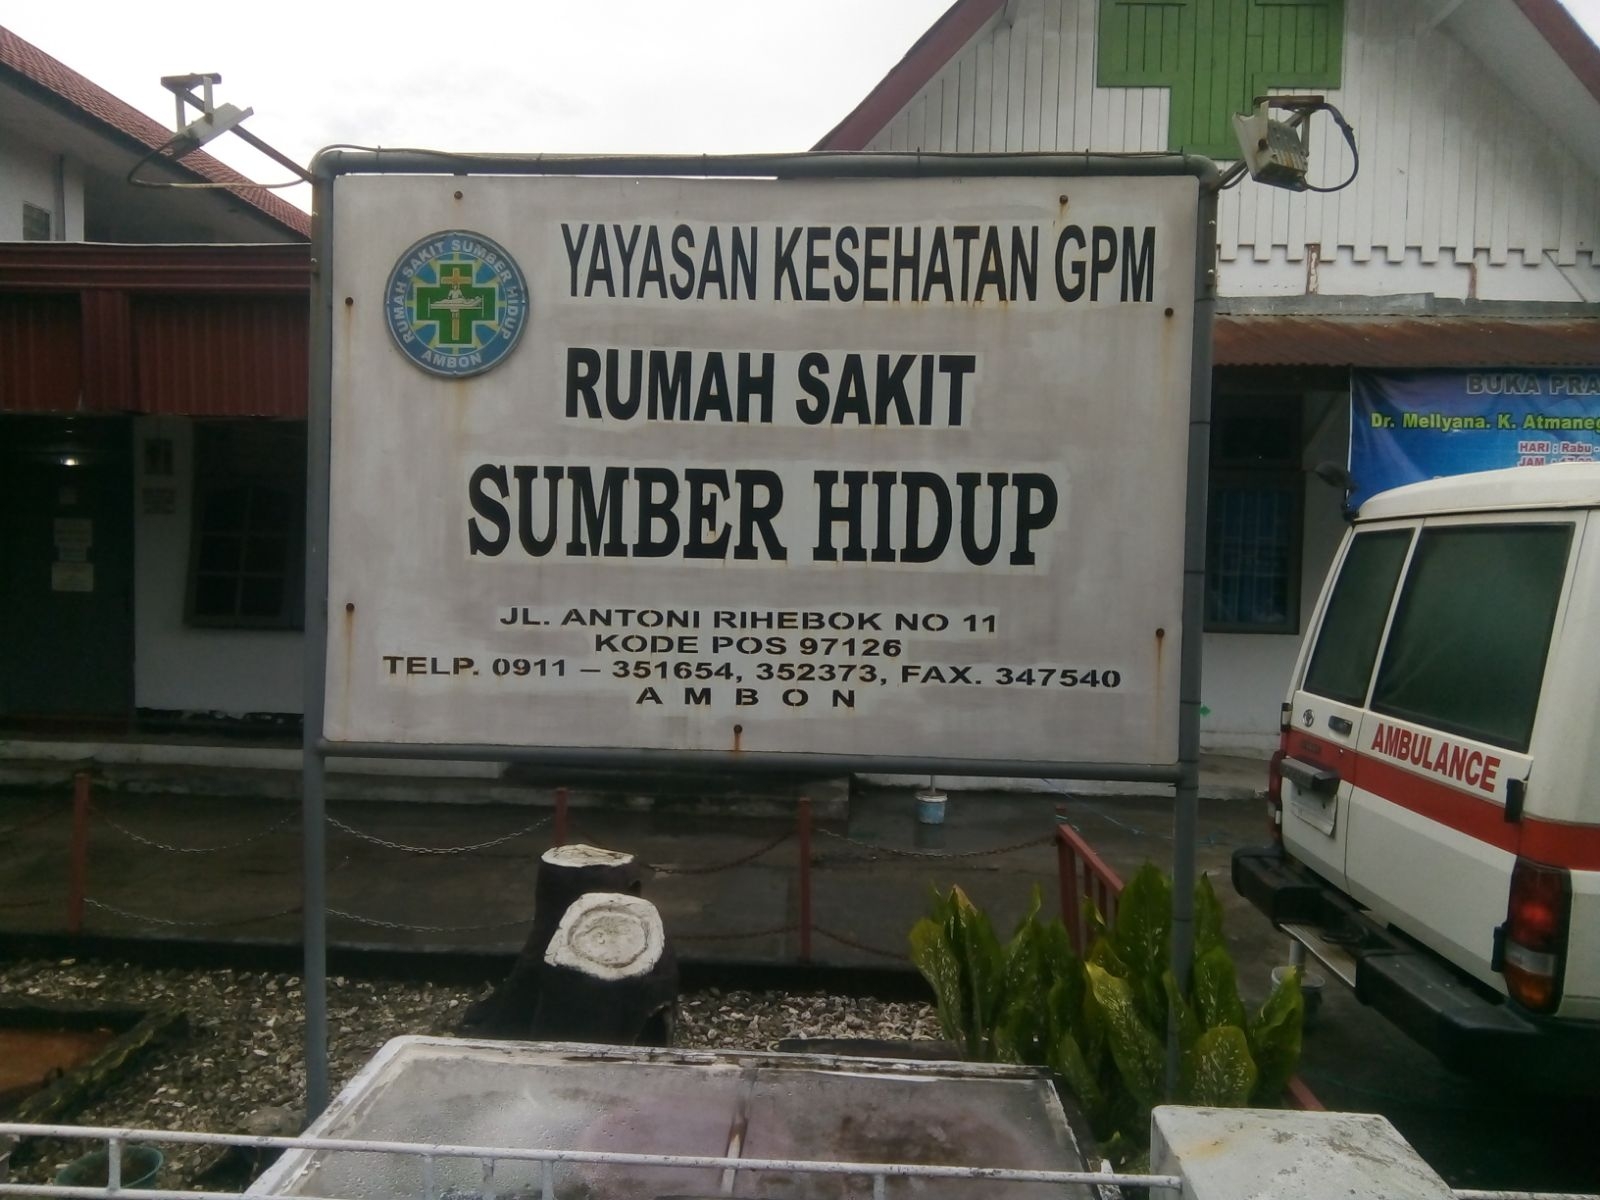 RUMAH SAKIT SUMBER HIDUP
AMBON
YAYASAN KESEHATAN GPM
RUMAH SAKIT
SUMBER HIDUP
JL. ANTONI RIHEBOK NO 11
KODE POS 97126
TELP. 0911 – 351654, 352373, FAX. 347540
AMBON
BUKA
Dr. Mellyana. K.
HARI : Rabu -
JAM
AMBULANCE